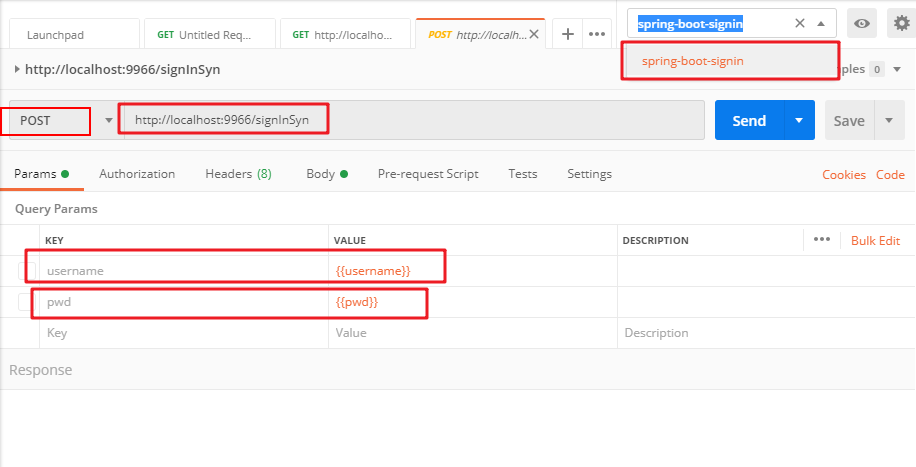 Launchpad
GET Untitled Req...
GET http://localho...
POST http://localh...
spring-boot-signin
spring-boot-signin
http://localhost:9966/signInSyn
ples 0
POST
http://localhost:9966/signInSyn
Send
Save
Params
Authorization
Headers (8)
Body
Pre-request Script
Tests
Settings
Cookies
Code
Query Params
KEY
VALUE
DESCRIPTION
Bulk Edit
username
{{username}}
pwd
{{pwd}}
Key
Value
Description
Response